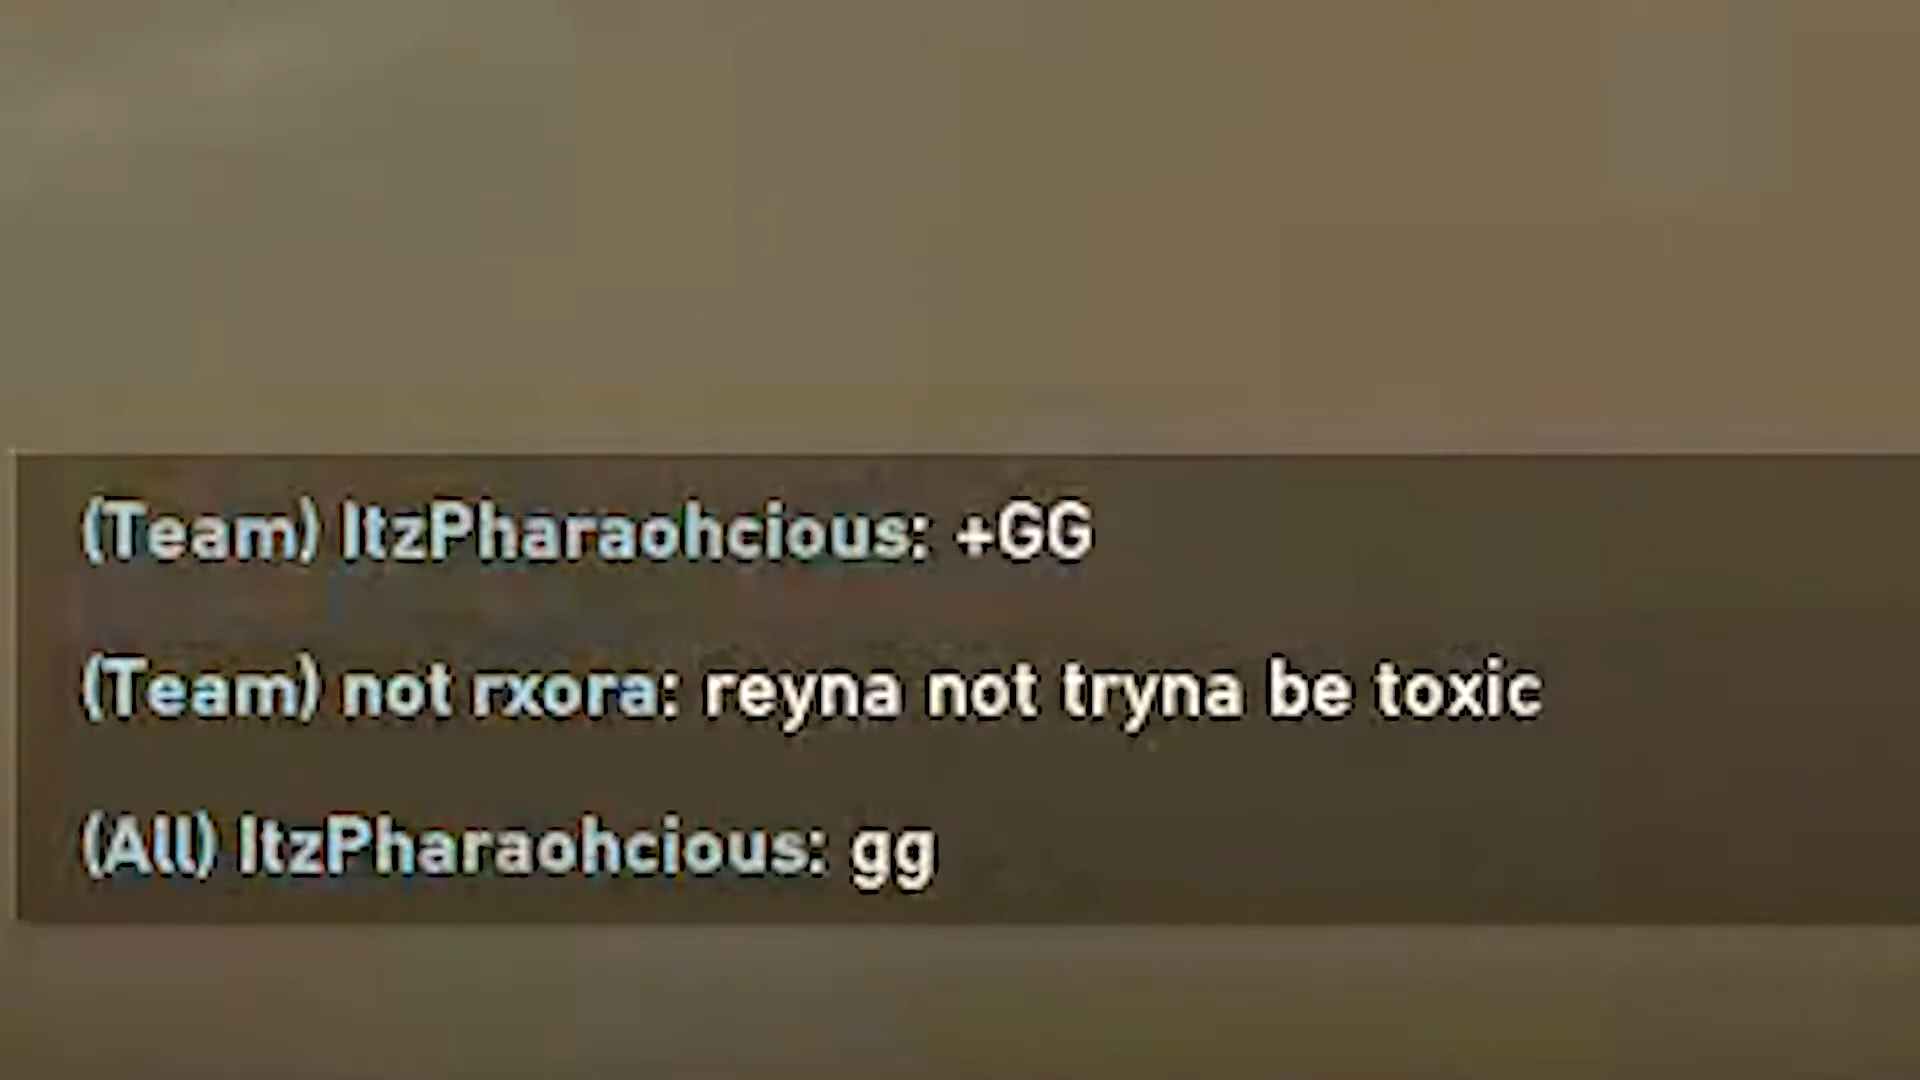 (Team) ItzPharaohcious: +GG
(Team) not rxora: reyna not tryna be toxic
(All) ItzPharaohcious: gg